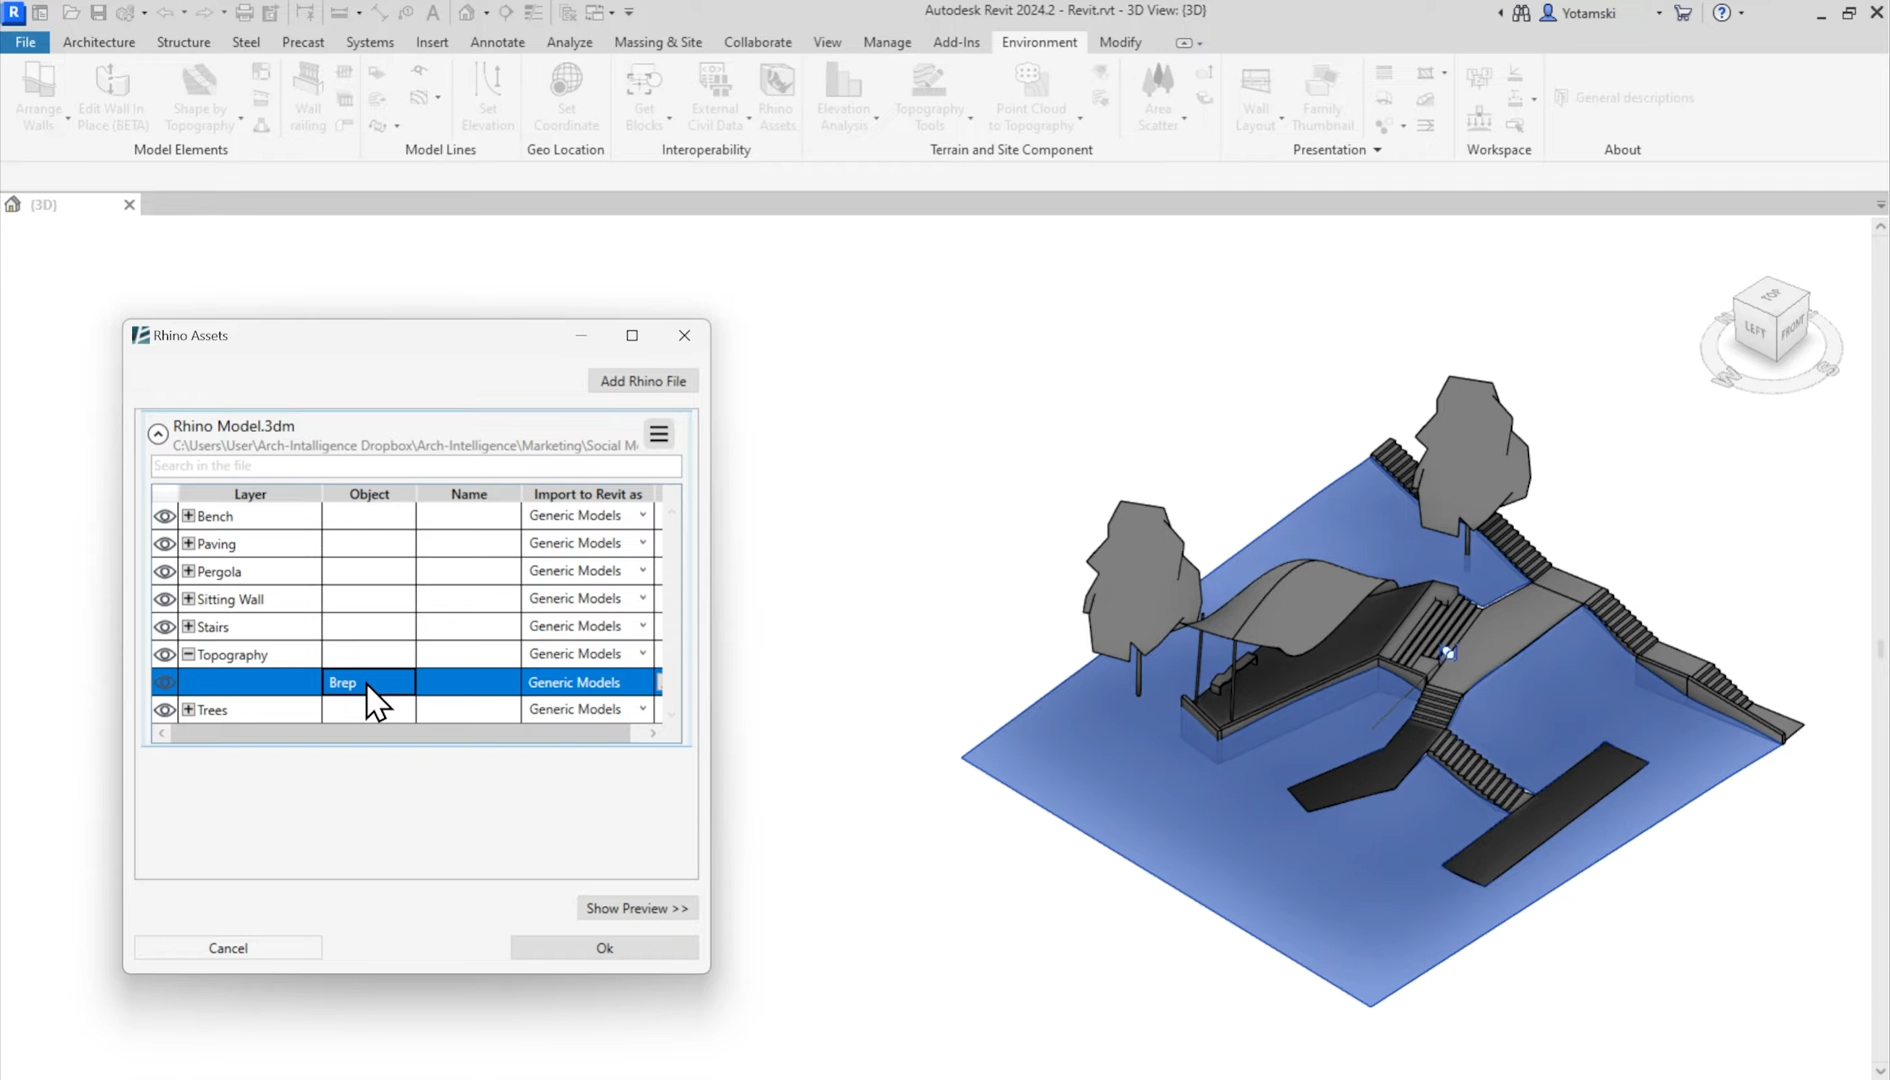 R
A
Autodesk Revit 2024.2 - Revit.rvt - 3D View: {3D}
Yotamski
?
File Architecture Structure Steel Precast Systems Insert Annotate Analyze Massing & Site Collaborate View Manage Add-Ins Environment Modify
Arrange Walls
Edit Wall In Place (BETA)
Shape by Topography
Wall railing
Set Elevation
Set Coordinate
Get Blocks
External Civil Data
Rhino Assets
Elevation Analysis
Topography Tools
Point Cloud to Topography
Area Scatter
Wall Layout
Family Thumbnail
General descriptions
Model Elements
Model Lines
Geo Location
Interoperability
Terrain and Site Component
Presentation
Workspace
About
{3D}
Rhino Assets
Add Rhino File
Rhino Model.3dm
C:\Users\User\Arch-Intalligence Dropbox\Arch-Intelligence\Marketing\Social M
Search in the file
Layer Object Name Import to Revit as
Bench Generic Models
Paving Generic Models
Pergola Generic Models
Sitting Wall Generic Models
Stairs Generic Models
Topography Generic Models
Brep Generic Models
Trees Generic Models
Show Preview >>
Cancel
Ok
TOP
LEFT
FRONT
W
S